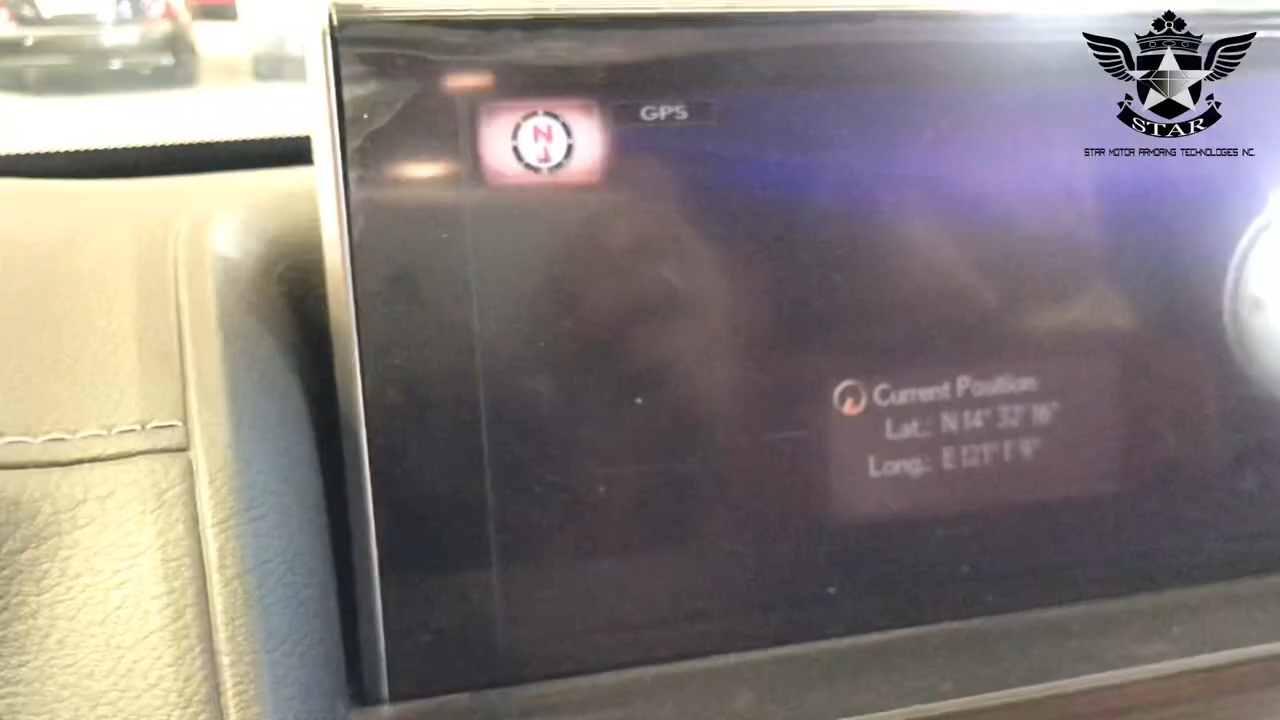 N
GPS
Current Position
Lat.: N 14° 32' 16"
Long.: E 121° 1' 9"
STAR
STAR MOTOR ARMORING TECHNOLOGIES INC.